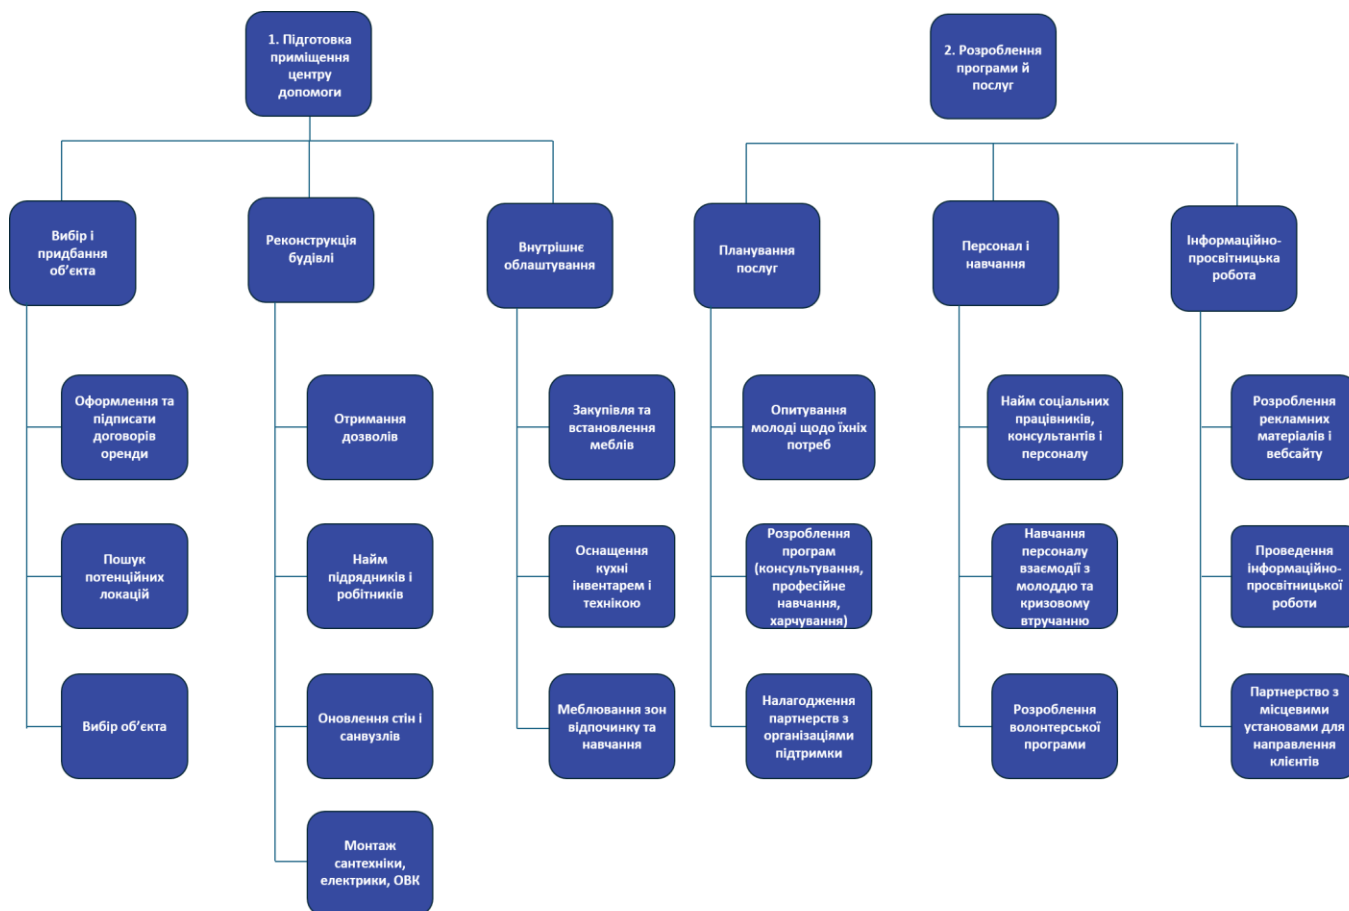 1. Підготовка
приміщення
центру
допомоги
2. Розроблення
програми й
послуг
Вибір і
придбання
об’єкта
Реконструкція
будівлі
Внутрішнє
облаштування
Планування
послуг
Персонал і
навчання
Інформаційно-
просвітницька
робота
Оформлення та
підписати
договорів
оренди
Отримання
дозволів
Закупівля та
встановлення
меблів
Опитування
молоді щодо їхніх
потреб
Найм соціальних
працівників,
консультантів і
персоналу
Розроблення
рекламних
матеріалів і
вебсайту
Пошук
потенційних
локацій
Найм
підрядників і
робітників
Оснащення
кухні
інвентарем і
технікою
Розроблення
програм
(консультування,
професійне
навчання,
харчування)
Навчання
персоналу
взаємодії з
молоддю та
кризовому
втручанню
Проведення
інформаційно-
просвітницької
роботи
Вибір об’єкта
Оновлення стін і
санвузлів
Меблювання зон
відпочинку та
навчання
Налагодження
партнерств з
організаціями
підтримки
Розроблення
волонтерської
програми
Партнерство з
місцевими
установами для
направлення
клієнтів
Монтаж
сантехніки,
електрики, ОВК